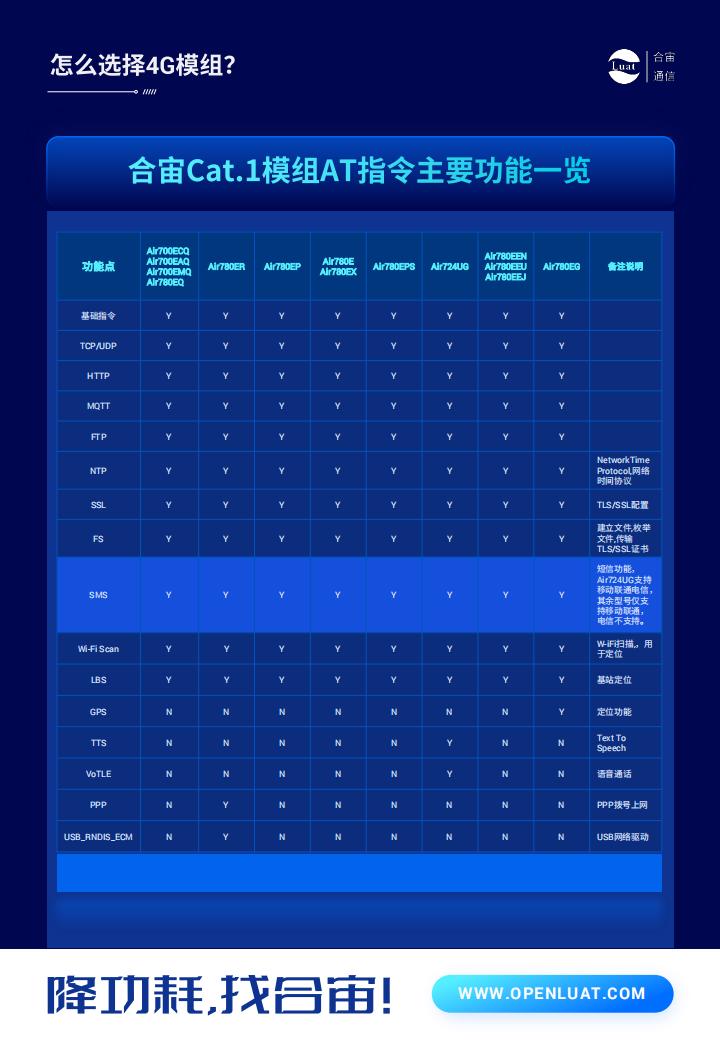 怎么选择4G模组?
Luat
合宙
通信
合宙Cat.1模组AT指令主要功能一览
功能点 Air700ECQ Air700EAQ Air700EMQ Air780EQ Air780ER Air780EP Air780E Air780EX Air780EPS Air724UG Air780EEN Air780EEU Air780EEJ Air780EG 备注说明
基础指令 Y Y Y Y Y Y Y Y
TCP/UDP Y Y Y Y Y Y Y Y
HTTP Y Y Y Y Y Y Y Y
MQTT Y Y Y Y Y Y Y Y
FTP Y Y Y Y Y Y Y Y
NTP Y Y Y Y Y Y Y Y NetworkTime Protocol,网络时间协议
SSL Y Y Y Y Y Y Y Y TLS/SSL配置
FS Y Y Y Y Y Y Y Y 建立文件,枚举文件,传输TLS/SSL证书
SMS Y Y Y Y Y Y Y Y 短信功能，Air724UG支持移动联通电信，其余型号仅支持移动联通，电信不支持。
Wi-Fi Scan Y Y Y Y Y Y Y Y W-iFi扫描,。用于定位
LBS Y Y Y Y Y Y Y Y 基站定位
GPS N N N N N N N Y 定位功能
TTS N N N N N Y N N Text To Speech
VoTLE N N N N N Y N N 语音通话
PPP N Y N N N N N N PPP拨号上网
USB_RNDIS_ECM N Y N N N N N N USB网络驱动
降功耗,找合宙!
WWW.OPENLUAT.COM